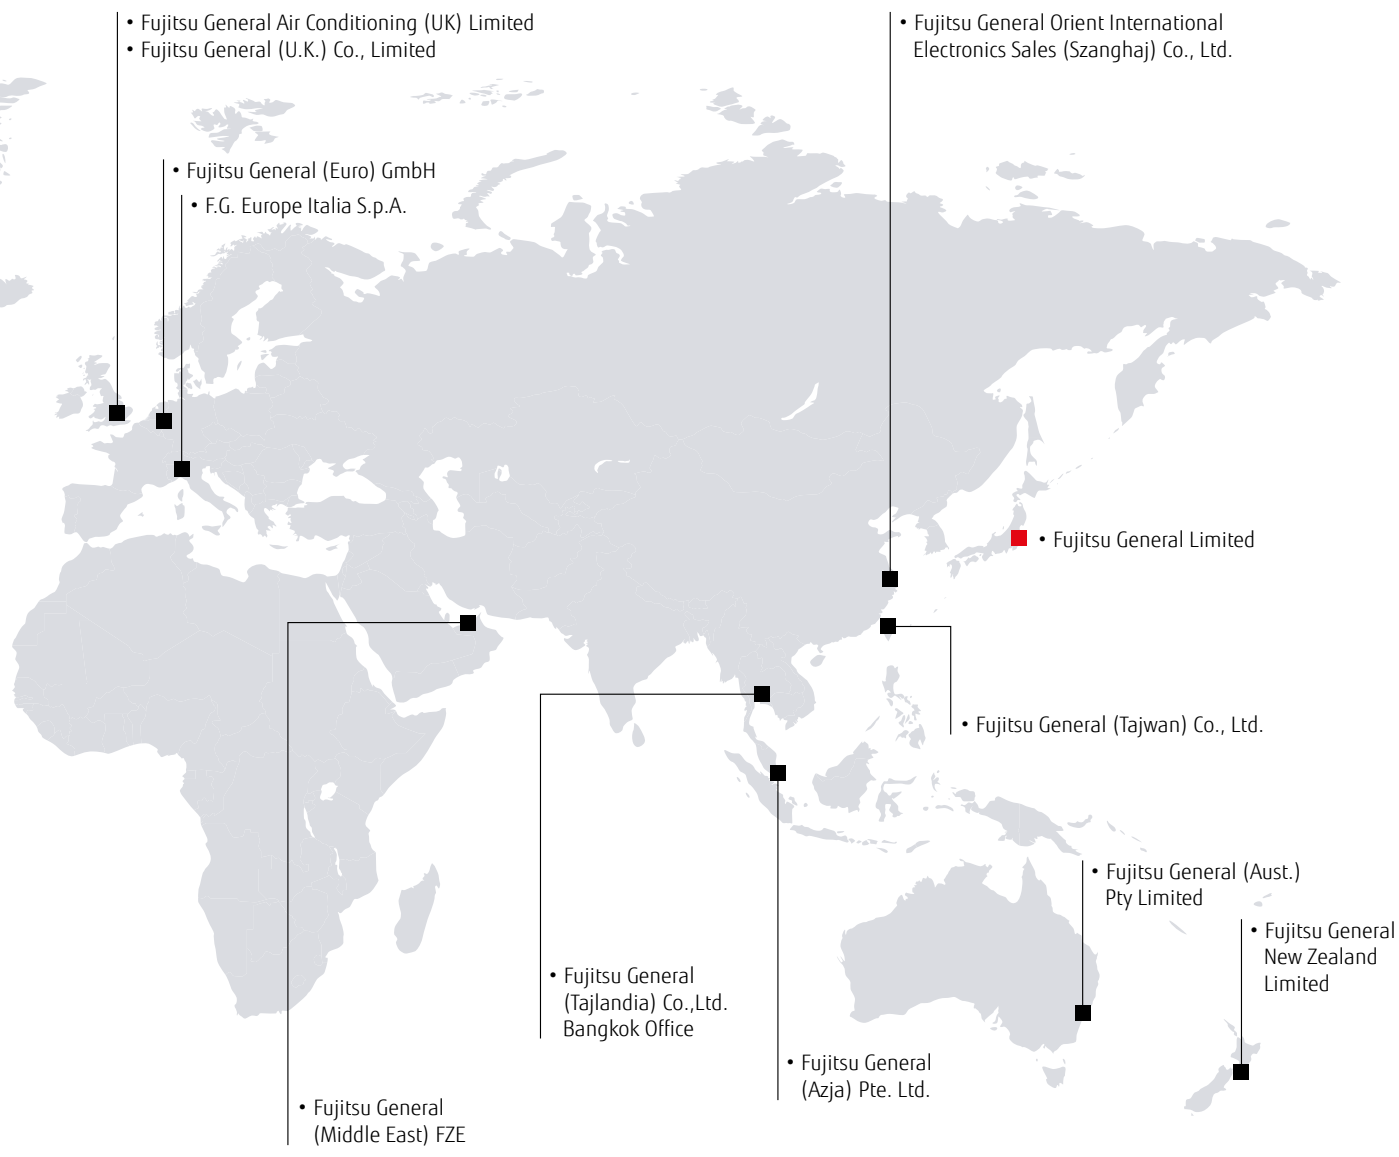 • Fujitsu General Air Conditioning (UK) Limited
• Fujitsu General (U.K.) Co., Limited
• Fujitsu General Orient International
Electronics Sales (Szanghaj) Co., Ltd.
• Fujitsu General (Euro) GmbH
• F.G. Europe Italia S.p.A.
• Fujitsu General Limited
• Fujitsu General (Tajwan) Co., Ltd.
• Fujitsu General (Aust.)
Pty Limited
• Fujitsu General
New Zealand
Limited
• Fujitsu General
(Tajlandia) Co.,Ltd.
Bangkok Office
• Fujitsu General
(Azja) Pte. Ltd.
• Fujitsu General
(Middle East) FZE